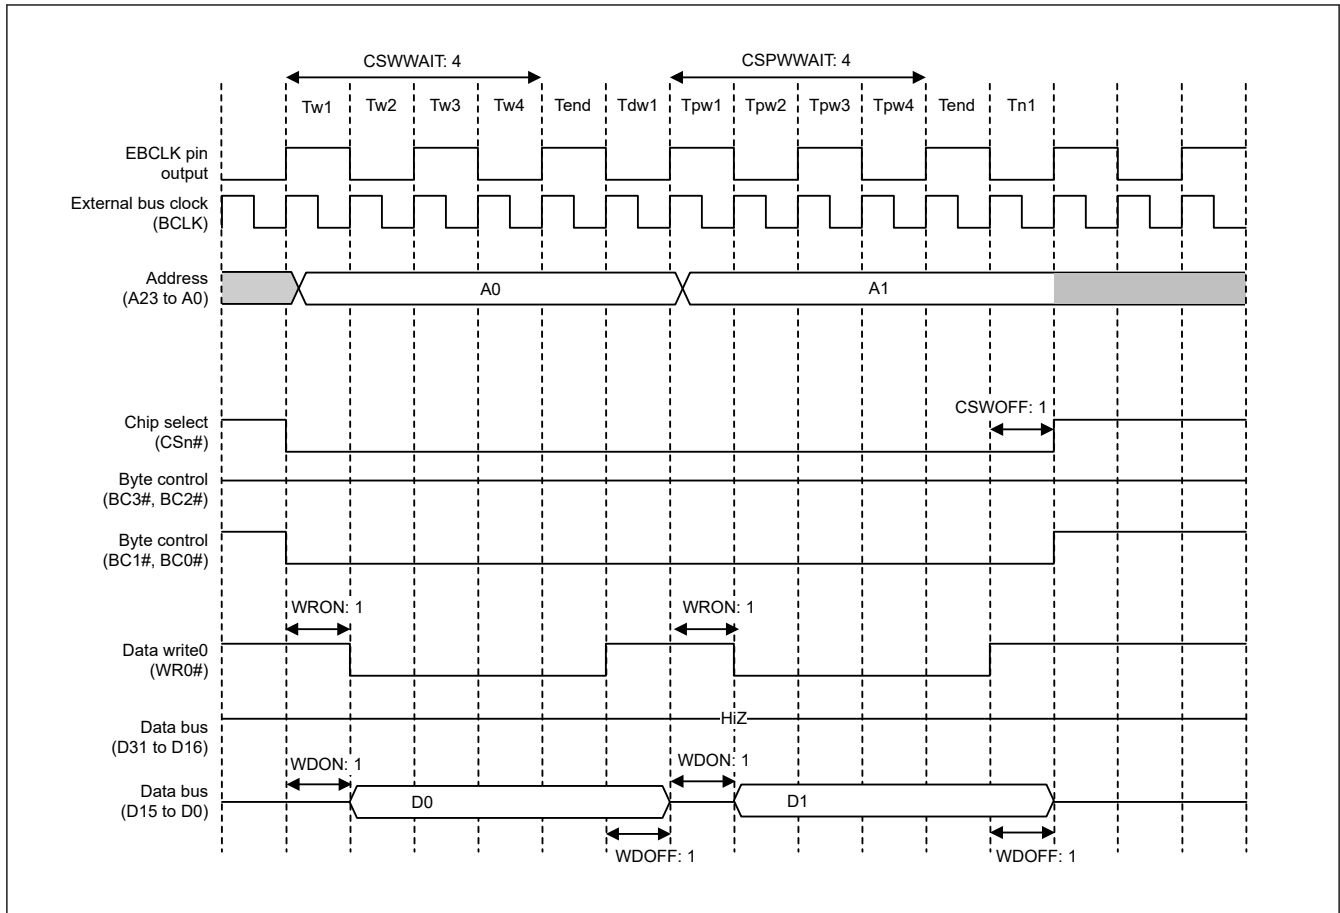 CSWWAIT: 4
CSPWWAIT: 4
Tw1 Tw2 Tw3 Tw4 Tend Tdw1 Tpw1 Tpw2 Tpw3 Tpw4 Tend Tn1
EBCLK pin
output
External bus clock
(BCLK)
Address
(A23 to A0)
A0
A1
CSWOFF: 1
Chip select
(CSn#)
Byte control
(BC3#, BC2#)
Byte control
(BC1#, BC0#)
WRON: 1
WRON: 1
Data write0
(WR0#)
HiZ
Data bus
(D31 to D16)
WDON: 1
WDON: 1
Data bus
(D15 to D0)
D0
D1
WDOFF: 1
WDOFF: 1